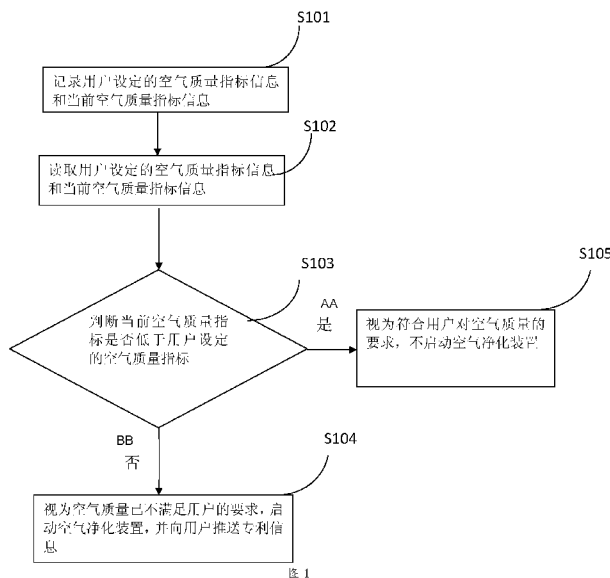 S101
记录用户设定的空气质量指标信息
和当前空气质量指标信息
S102
读取用户设定的空气质量指标信息
和当前空气质量指标信息
S103
判断当前空气质量指
标是否低于用户设定
的空气质量指标
AA
是
S105
视为符合用户对空气质量的
要求，不启动空气净化装置
BB
否
S104
视为空气质量已不满足用户的要求，启
动空气净化装置，并向用户推送专利信
息
图 1